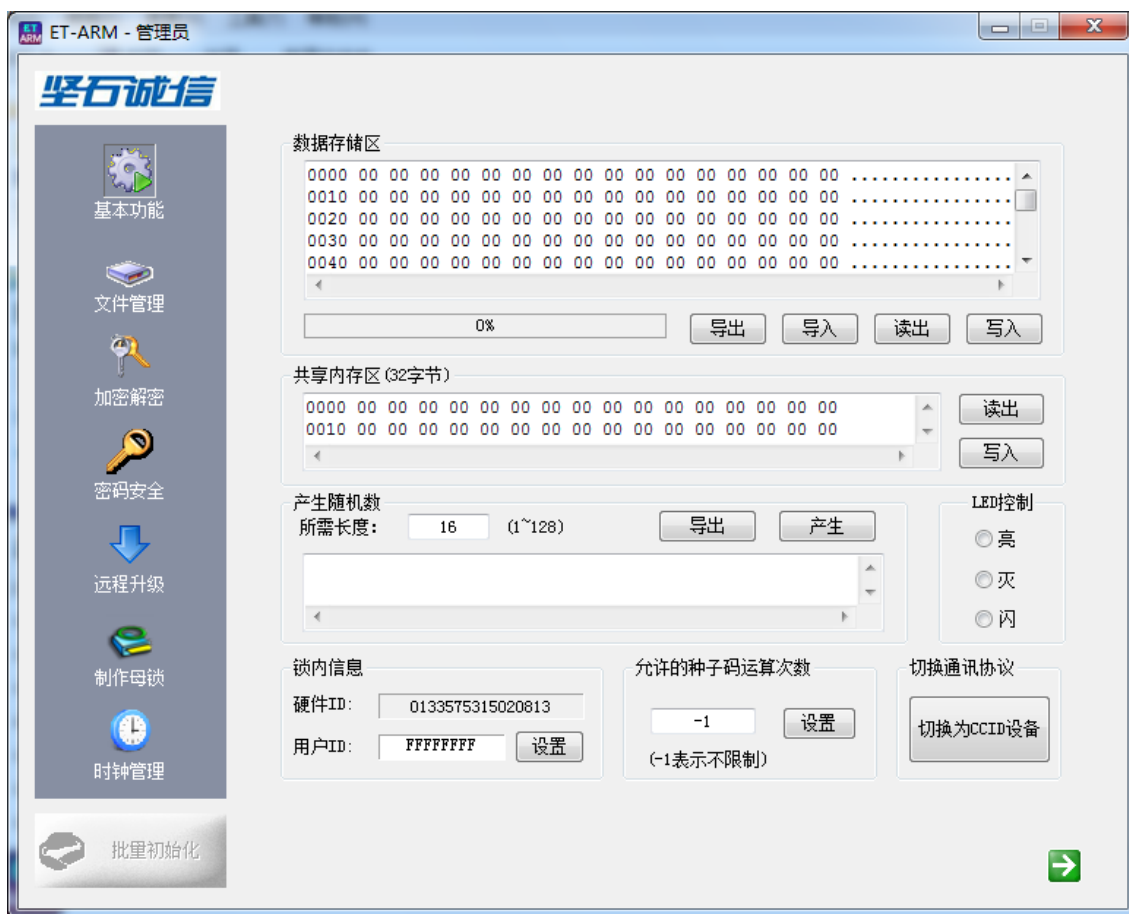 ET-ARM - 管理员
坚石诚信
基本功能
文件管理
加密解密
密码安全
远程升级
制作母锁
时钟管理
批量初始化
数据存储区
0000 00 00 00 00 00 00 00 00 00 00 00 00 00 00 00 00 ................
0010 00 00 00 00 00 00 00 00 00 00 00 00 00 00 00 00 ................
0020 00 00 00 00 00 00 00 00 00 00 00 00 00 00 00 00 ................
0030 00 00 00 00 00 00 00 00 00 00 00 00 00 00 00 00 ................
0040 00 00 00 00 00 00 00 00 00 00 00 00 00 00 00 00 ................
0% 导出 导入 读出 写入
共享内存区(32字节)
0000 00 00 00 00 00 00 00 00 00 00 00 00 00 00 00 00
0010 00 00 00 00 00 00 00 00 00 00 00 00 00 00 00 00
读出
写入
产生随机数
所需长度: 16 (1~128) 导出 产生
LED控制
亮
灭
闪
锁内信息
硬件ID: 0133575315020813
用户ID: FFFFFFFF 设置
允许的种子码运算次数
-1 设置
(-1表示不限制)
切换通讯协议
切换为CCID设备